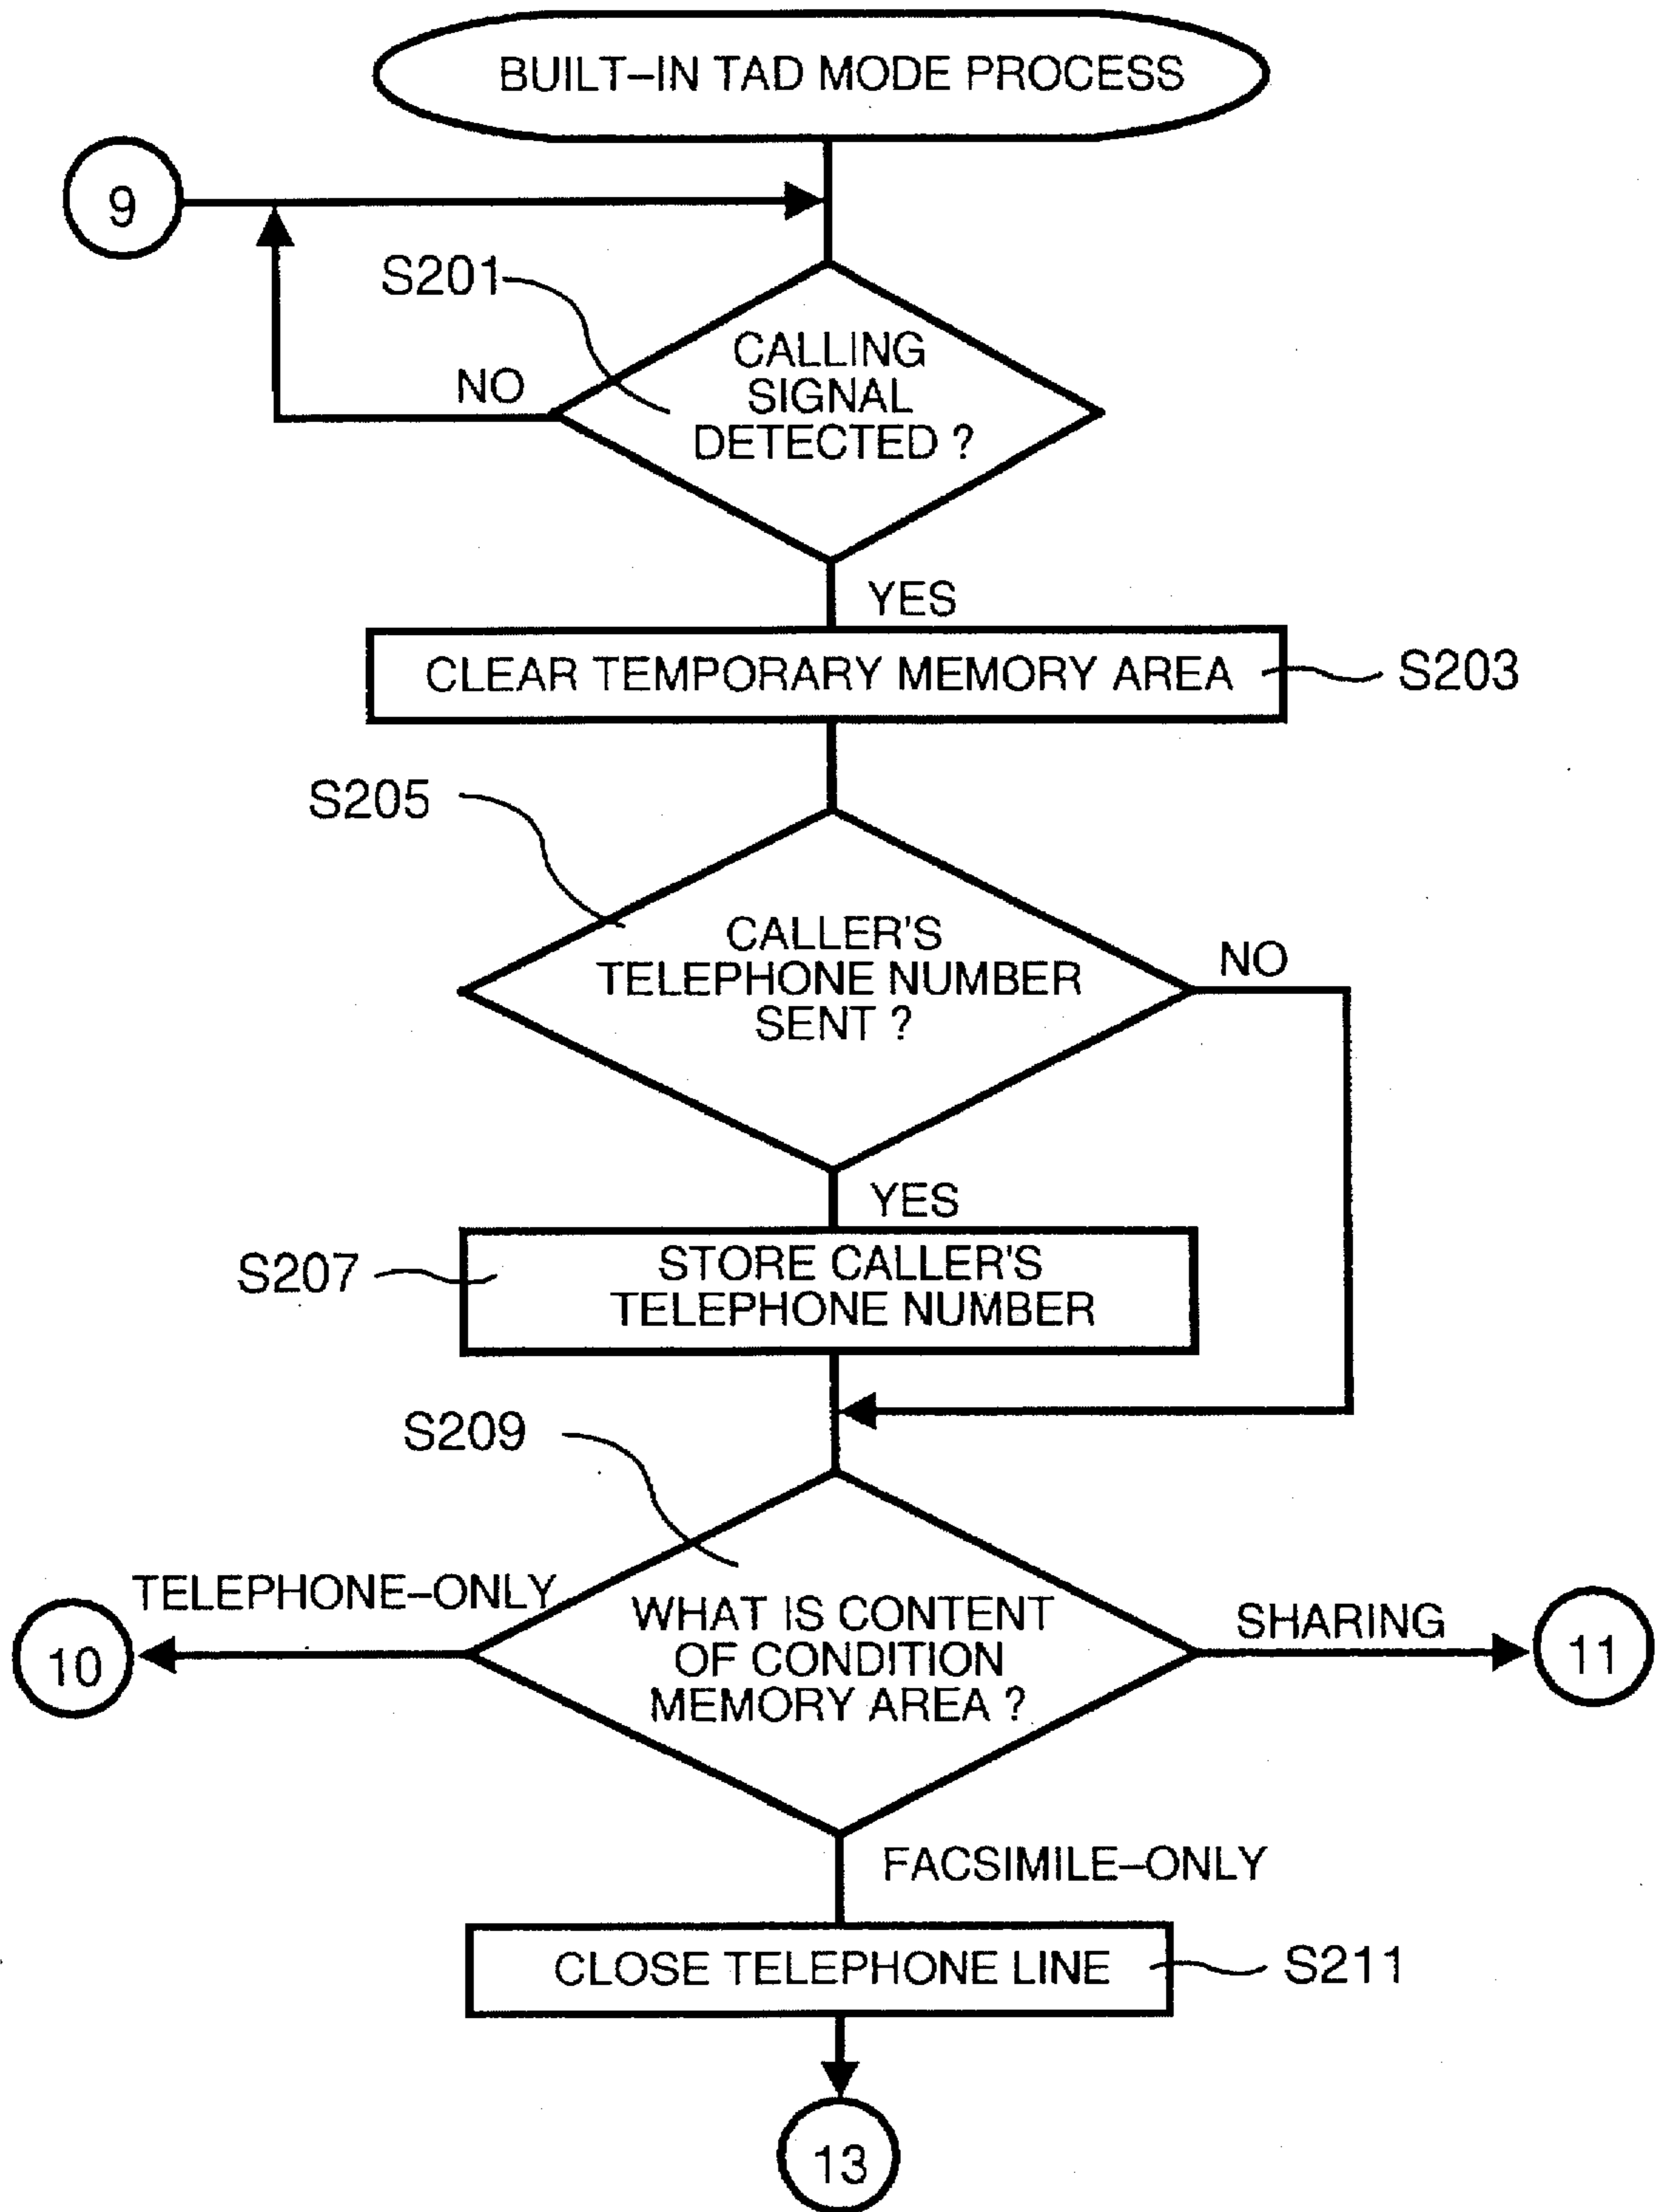 BUILT–IN TAD MODE PROCESS
9
S201
CALLING
SIGNAL
DETECTED ?
NO
YES
CLEAR TEMPORARY MEMORY AREA
S203
S205
CALLER'S
TELEPHONE NUMBER
SENT ?
NO
YES
S207
STORE CALLER'S
TELEPHONE NUMBER
S209
TELEPHONE–ONLY
10
WHAT IS CONTENT
OF CONDITION
MEMORY AREA ?
SHARING
11
FACSIMILE–ONLY
CLOSE TELEPHONE LINE
S211
13